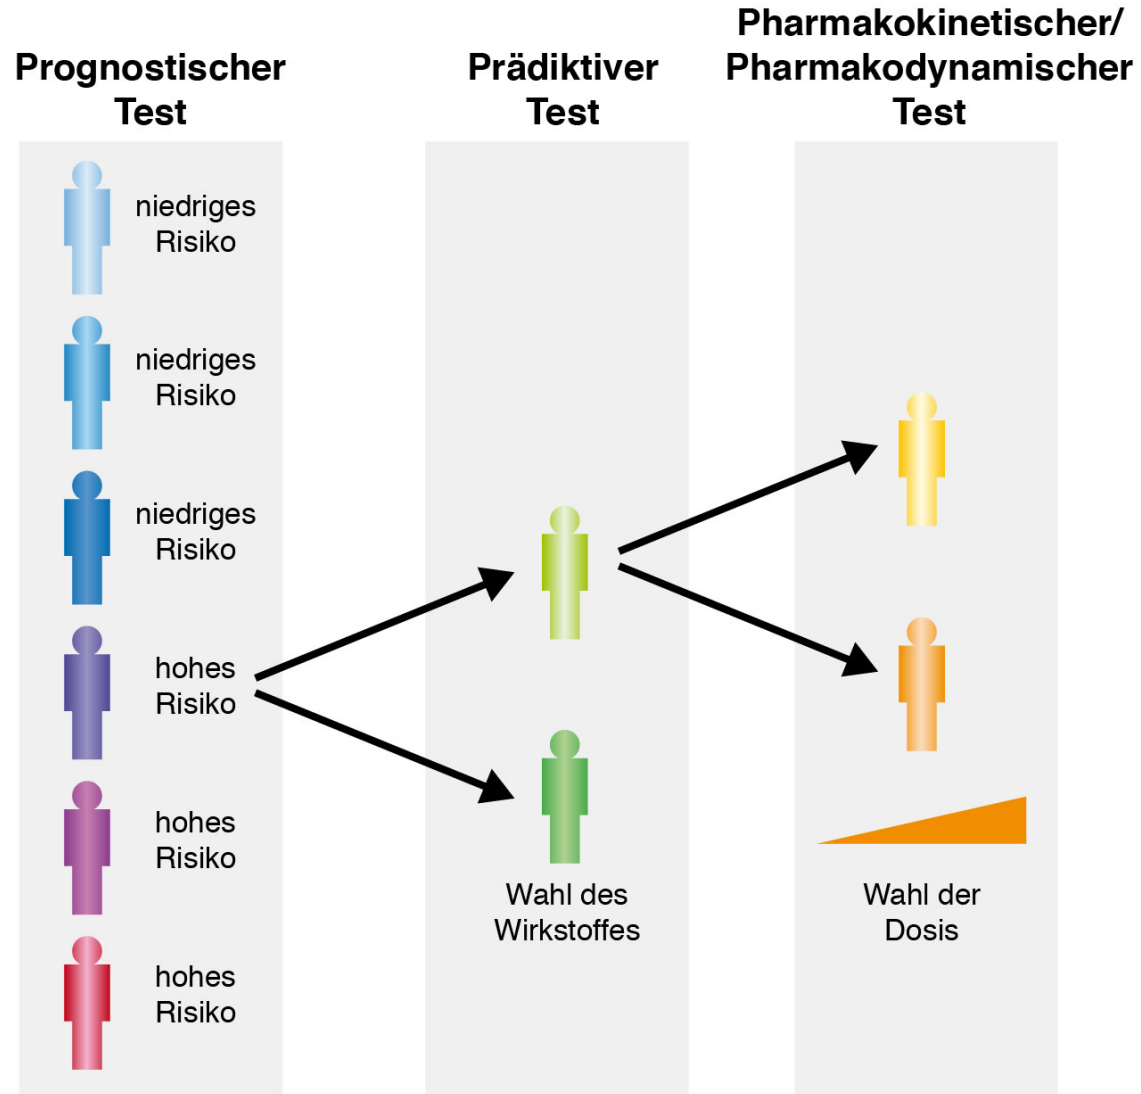 Prognostischer
Test
niedriges
Risiko
niedriges
Risiko
niedriges
Risiko
hohes
Risiko
hohes
Risiko
hohes
Risiko
Prädiktiver
Test
Wahl des
Wirkstoffes
Pharmakokinetischer/
Pharmakodynamischer
Test
Wahl der
Dosis